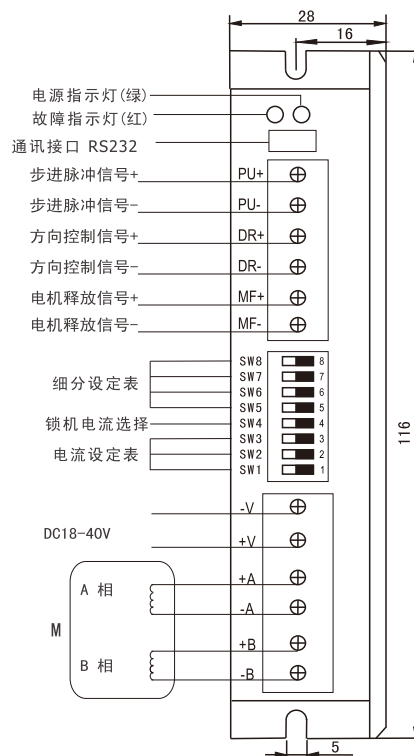 28
16
电源指示灯(绿)
故障指示灯(红)
通讯接口 RS232
步进脉冲信号+ PU+
步进脉冲信号- PU-
方向控制信号+ DR+
方向控制信号- DR-
电机释放信号+ MF+
电机释放信号- MF-
SW8 8
SW7 7
细分设定表
SW6 6
SW5 5
锁机电流选择 SW4 4
SW3 3
电流设定表 SW2 2
SW1 1
116
-V
DC18-40V
+V
A 相 +A
-A
M
+B
B 相
-B
5